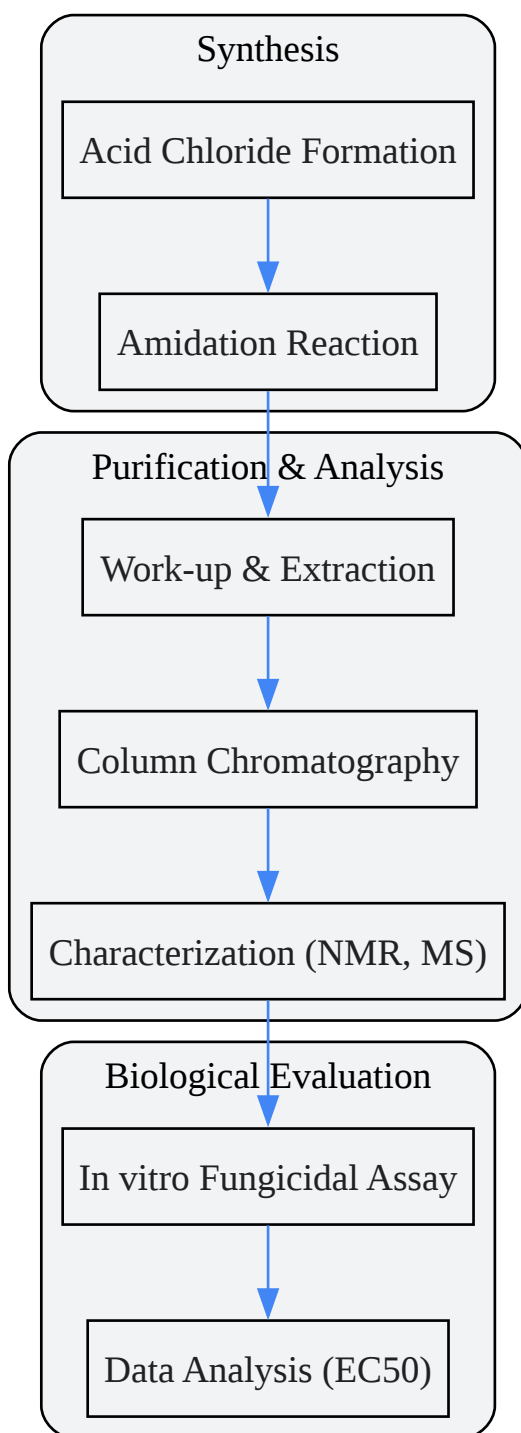 Synthesis
Acid Chloride Formation
Amidation Reaction
Purification & Analysis
Work-up & Extraction
Column Chromatography
Characterization (NMR, MS)
Biological Evaluation
In vitro Fungicidal Assay
Data Analysis (EC50)